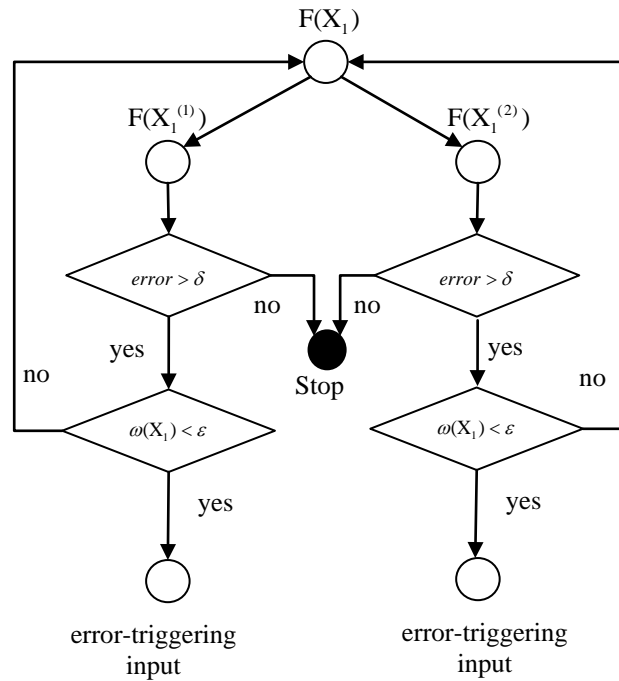 F(X₁)
F(X₁⁽¹⁾)
F(X₁⁽²⁾)
error > δ
error > δ
no
no
Stop
yes
yes
no
no
ω(X₁) < ε
ω(X₁) < ε
yes
yes
error-triggering
input
error-triggering
input